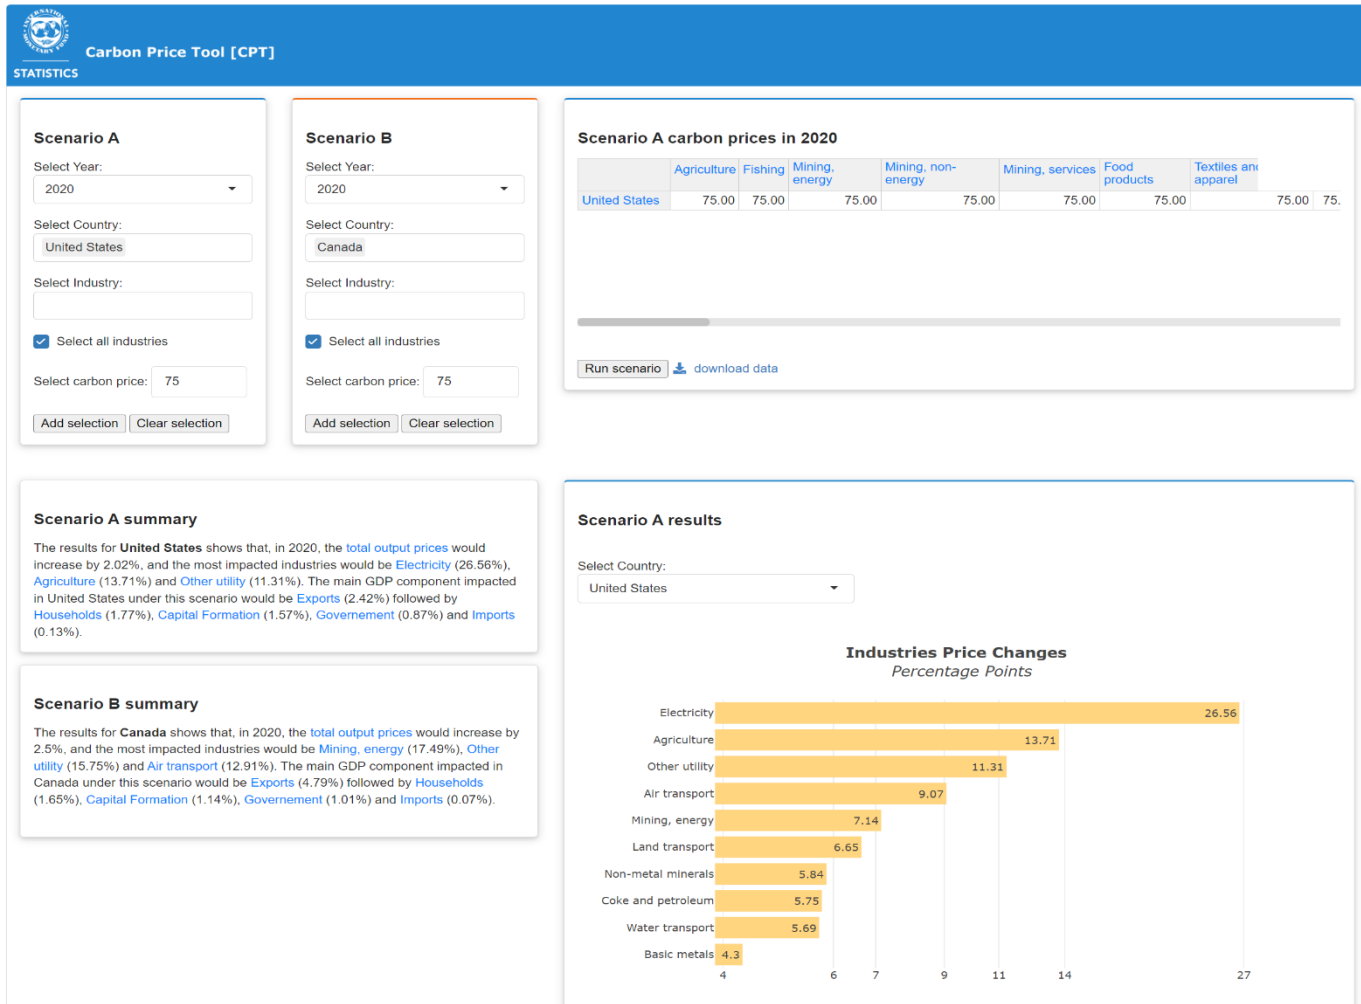 INTERNATIONAL
MONETARY FUND
STATISTICS
Carbon Price Tool [CPT]
Scenario A
Select Year:
2020
Select Country:
United States
Select Industry:
Select all industries
Select carbon price: 75
Add selection Clear selection
Scenario B
Select Year:
2020
Select Country:
Canada
Select Industry:
Select all industries
Select carbon price: 75
Add selection Clear selection
Scenario A carbon prices in 2020
Agriculture Fishing Mining, energy Mining, non-energy Mining, services Food products Textiles and apparel
United States 75.00 75.00 75.00 75.00 75.00 75.00 75.00 75.
Run scenario download data
Scenario A summary
The results for United States shows that, in 2020, the total output prices would
increase by 2.02%, and the most impacted industries would be Electricity (26.56%),
Agriculture (13.71%) and Other utility (11.31%). The main GDP component impacted
in United States under this scenario would be Exports (2.42%) followed by
Households (1.77%), Capital Formation (1.57%), Governement (0.87%) and Imports
(0.13%).
Scenario B summary
The results for Canada shows that, in 2020, the total output prices would increase by
2.5%, and the most impacted industries would be Mining, energy (17.49%), Other
utility (15.75%) and Air transport (12.91%). The main GDP component impacted in
Canada under this scenario would be Exports (4.79%) followed by Households
(1.65%), Capital Formation (1.14%), Governement (1.01%) and Imports (0.07%).
Scenario A results
Select Country:
United States
Industries Price Changes
Percentage Points
Electricity 26.56
Agriculture 13.71
Other utility 11.31
Air transport 9.07
Mining, energy 7.14
Land transport 6.65
Non-metal minerals 5.84
Coke and petroleum 5.75
Water transport 5.69
Basic metals 4.3
4 6 7 9 11 14 27